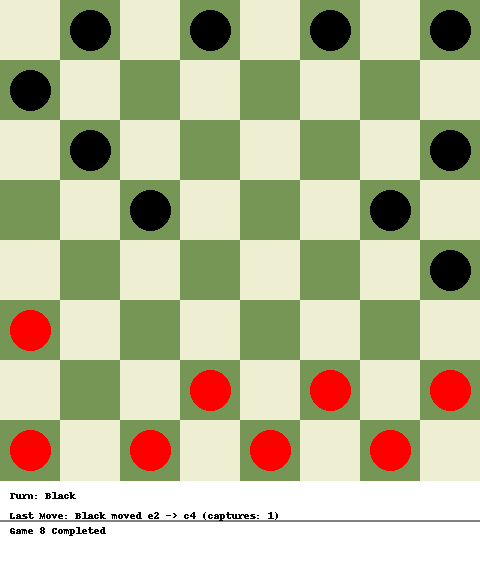 Turn: Black
Last Move: Black moved e2 -> c4 (captures: 1)
Game 8 Completed